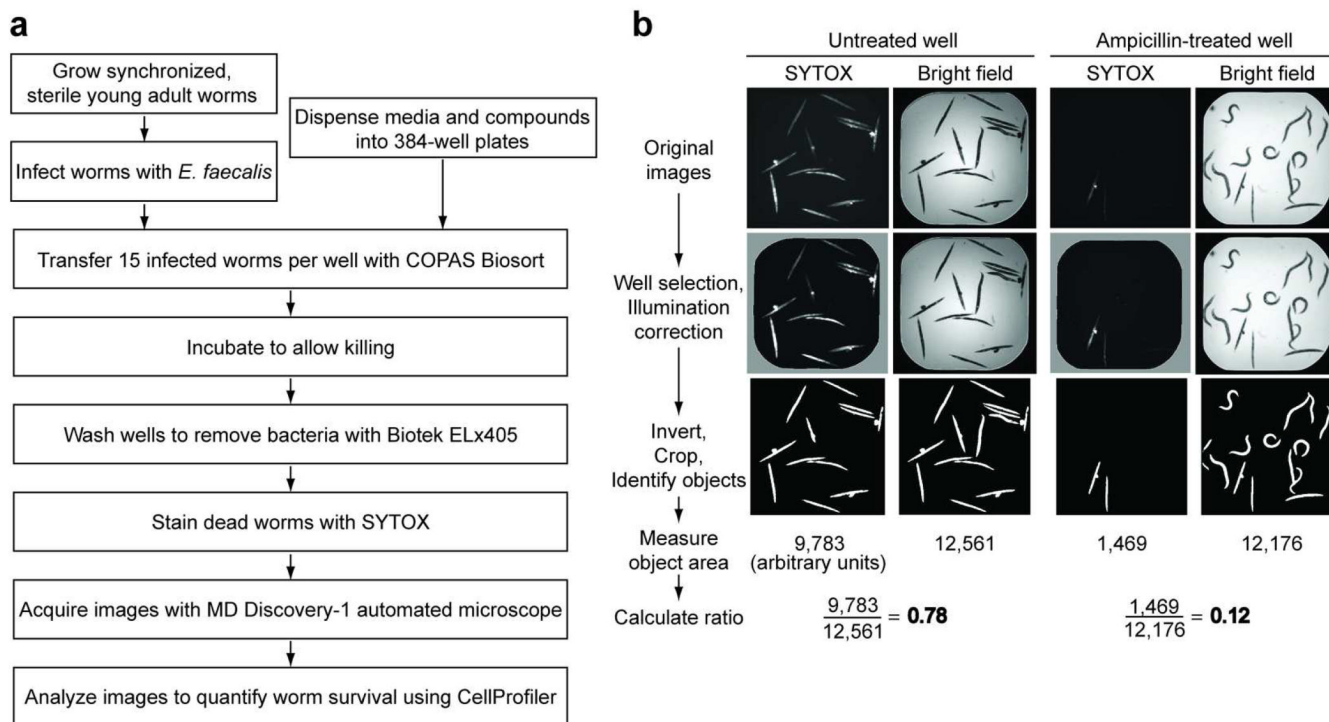 a
Grow synchronized,
sterile young adult worms
Dispense media and compounds
into 384-well plates
Infect worms with E. faecalis
Transfer 15 infected worms per well with COPAS Biosort
Incubate to allow killing
Wash wells to remove bacteria with Biotek ELx405
Stain dead worms with SYTOX
Acquire images with MD Discovery-1 automated microscope
Analyze images to quantify worm survival using CellProfiler
b
Untreated well
Ampicillin-treated well
SYTOX
Bright field
SYTOX
Bright field
Original
images
Well selection,
Illumination
correction
Invert,
Crop,
Identify objects
Measure
object area
9,783
(arbitrary units)
12,561
1,469
12,176
Calculate ratio
9,783
12,561
= 0.78
1,469
12,176
= 0.12